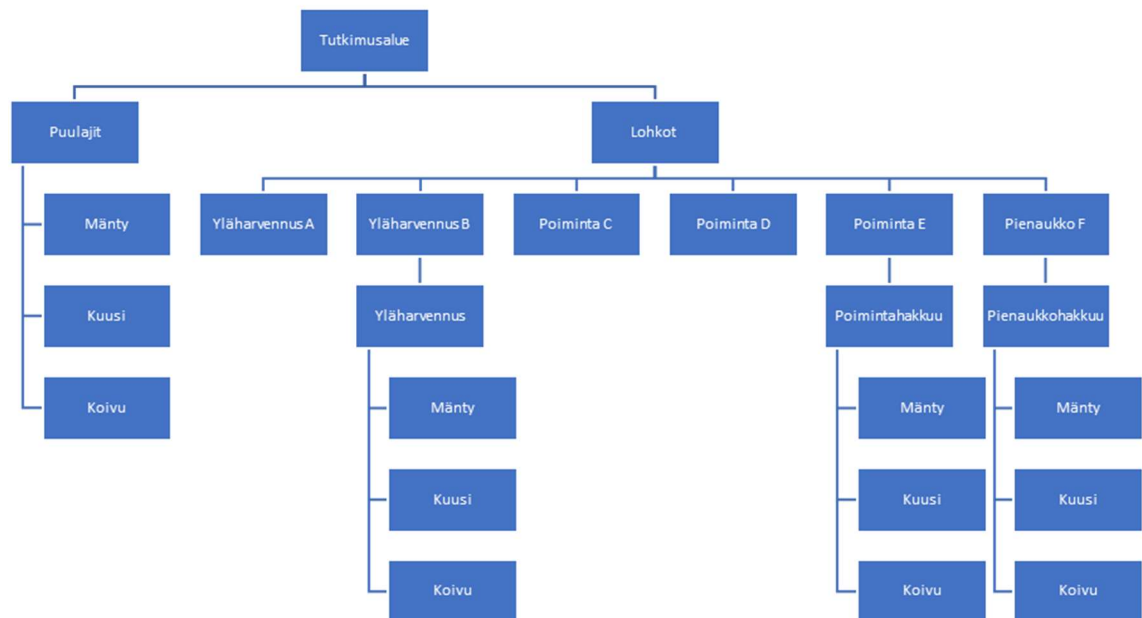 Tutkimusalue
Puulajit
Lohkot
Mänty
Yläharvennus A
Yläharvennus B
Poiminta C
Poiminta D
Poiminta E
Pienaukko F
Kuusi
Yläharvennus
Poimintahakkuu
Pienaukkohakkuu
Koivu
Mänty
Mänty
Mänty
Kuusi
Kuusi
Kuusi
Koivu
Koivu
Koivu